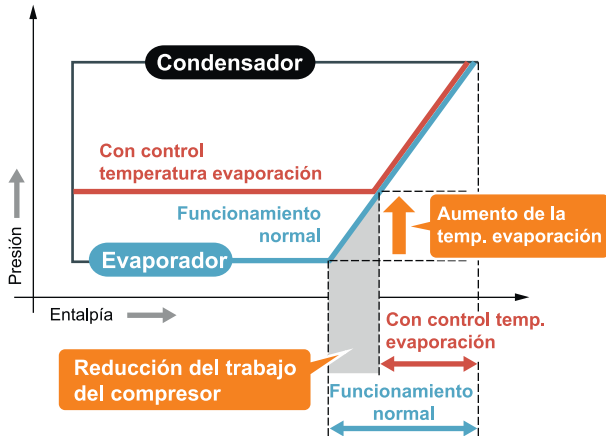 Condensador
Con control
temperatura evaporación
Funcionamiento
normal
Aumento de la
temp. evaporación
Evaporador
Presión
Entalpía
Con control temp.
evaporación
Reducción del trabajo
del compresor
Funcionamiento
normal